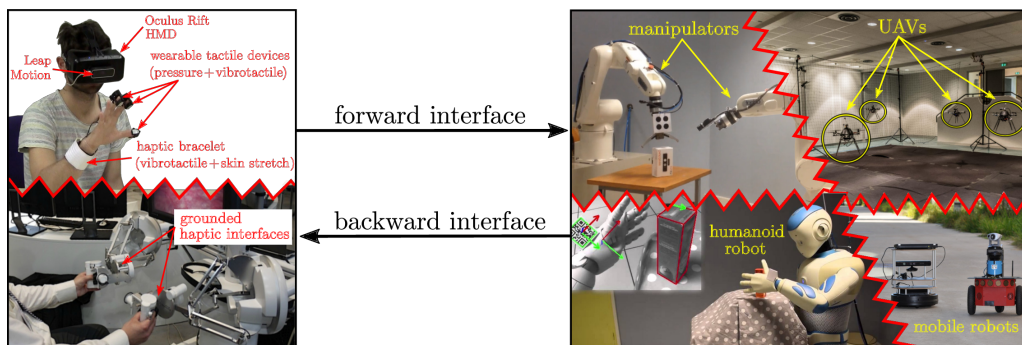 Oculus Rift
HMD
Leap
Motion
wearable tactile devices
(pressure+vibrotactile)
haptic bracelet
(vibrotactile+skin stretch)
grounded
haptic interfaces
forward interface
backward interface
manipulators
UAVs
humanoid
robot
mobile robots